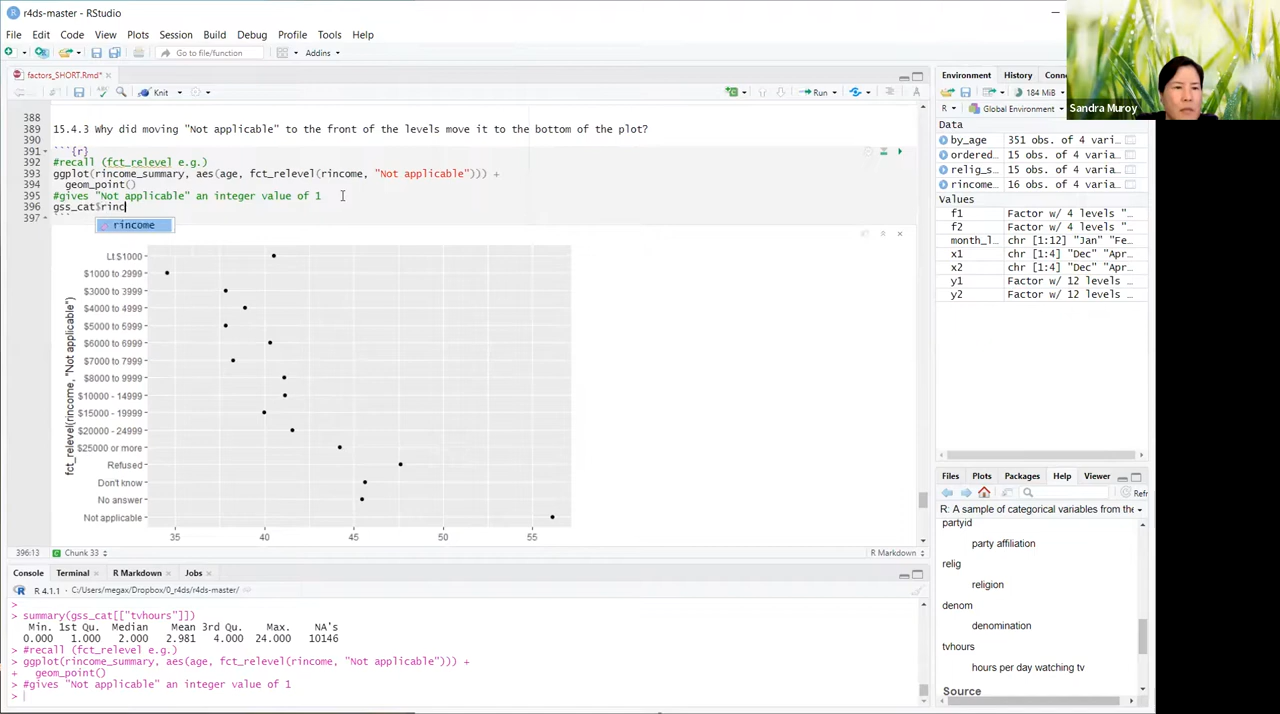 r4ds-master - RStudio
File Edit Code View Plots Session Build Debug Profile Tools Help
Go to file/function Addins
factors_SHORT.Rmd*
Knit Run
388
389 15.4.3 Why did moving "Not applicable" to the front of the levels move it to the bottom of the plot?
390
391 ```{r}
392 #recall (fct_relevel e.g.)
393 ggplot(rincome_summary, aes(age, fct_relevel(rincome, "Not applicable"))) +
394 geom_point()
395 #gives "Not applicable" an integer value of 1
396 gss_cat$rinc
397 ```
rincome
fct_relevel(rincome, "Not applicable")
Lt $1000
$1000 to 2999
$3000 to 3999
$4000 to 4999
$5000 to 5999
$6000 to 6999
$7000 to 7999
$8000 to 9999
$10000 - 14999
$15000 - 19999
$20000 - 24999
$25000 or more
Refused
Don't know
No answer
Not applicable
35 40 45 50 55
396:13 Chunk 33 R Markdown
Console Terminal R Markdown Jobs
R 4.1.1 · C:/Users/megax/Dropbox/0_r4ds/r4ds-master/
>
> summary(gss_cat[["tvhours"]])
Min. 1st Qu. Median Mean 3rd Qu. Max. NA's
0.000 1.000 2.000 2.981 4.000 24.000 10146
> #recall (fct_relevel e.g.)
> ggplot(rincome_summary, aes(age, fct_relevel(rincome, "Not applicable"))) +
+ geom_point()
> #gives "Not applicable" an integer value of 1
>
Sandra Muroy
Environment History Conn
184 MiB
R Global Environment
Data
by_age 351 obs. of 4 vari…
ordered… 15 obs. of 4 varia…
relig_s… 15 obs. of 4 varia…
rincome… 16 obs. of 4 varia…
Values
f1 Factor w/ 4 levels "…
f2 Factor w/ 4 levels "…
month_l… chr [1:12] "Jan" "Fe…
x1 chr [1:4] "Dec" "Apr…
x2 chr [1:4] "Dec" "Apr…
y1 Factor w/ 12 levels …
y2 Factor w/ 12 levels …
Files Plots Packages Help Viewer
Refr
R: A sample of categorical variables from the
partyid
party affiliation
relig
religion
denom
denomination
tvhours
hours per day watching tv
Source